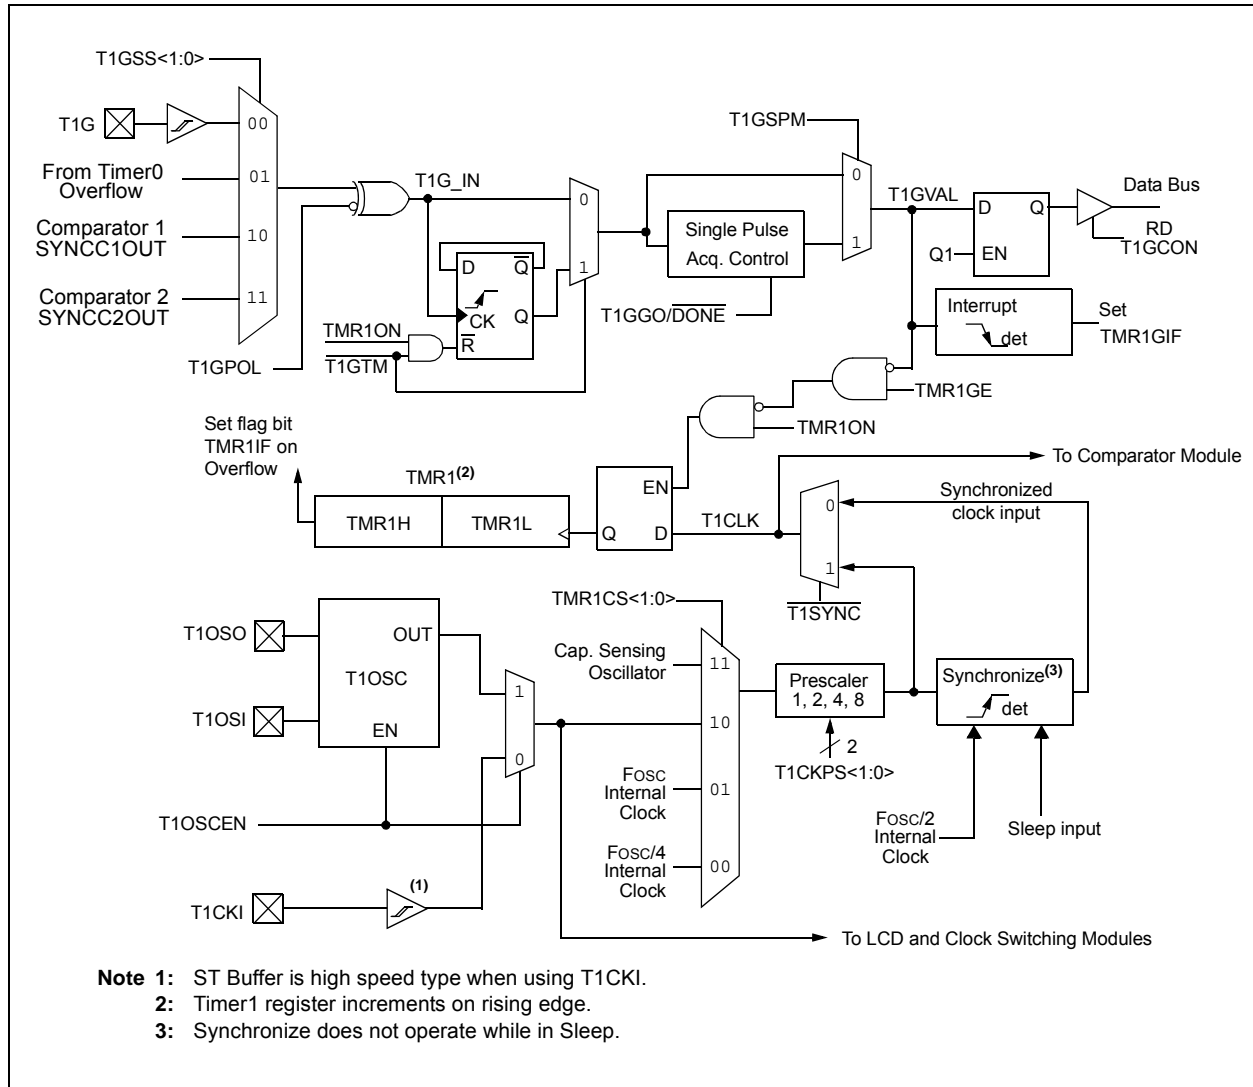 T1GSS<1:0>
T1G
00
From Timer0
Overflow
01
Comparator 1
SYNCC1OUT
10
Comparator 2
SYNCC2OUT
11
T1GPOL
T1G_IN
0
1
D
Q̅
CK
Q
R̅
TMR1ON
T1GTM
T1GSPM
0
1
Single Pulse
Acq. Control
T1GGO/D̅O̅N̅E̅
T1GVAL
D
Q
Q1
EN
Data Bus
RD
T1GCON
Interrupt
det
Set
TMR1GIF
TMR1GE
TMR1ON
Set flag bit
TMR1IF on
Overflow
TMR1(2)
TMR1H
TMR1L
EN
Q
D
T1CLK
To Comparator Module
0
1
Synchronized
clock input
T̅1̅S̅Y̅N̅C̅
TMR1CS<1:0>
T1OSO
T1OSI
OUT
T1OSC
EN
1
0
T1OSCEN
T1CKI
(1)
Cap. Sensing
Oscillator
11
10
FOSC
Internal
Clock
01
FOSC/4
Internal
Clock
00
Prescaler
1, 2, 4, 8
2
T1CKPS<1:0>
Synchronize(3)
det
FOSC/2
Internal
Clock
Sleep input
To LCD and Clock Switching Modules
Note 1: ST Buffer is high speed type when using T1CKI.
2: Timer1 register increments on rising edge.
3: Synchronize does not operate while in Sleep.